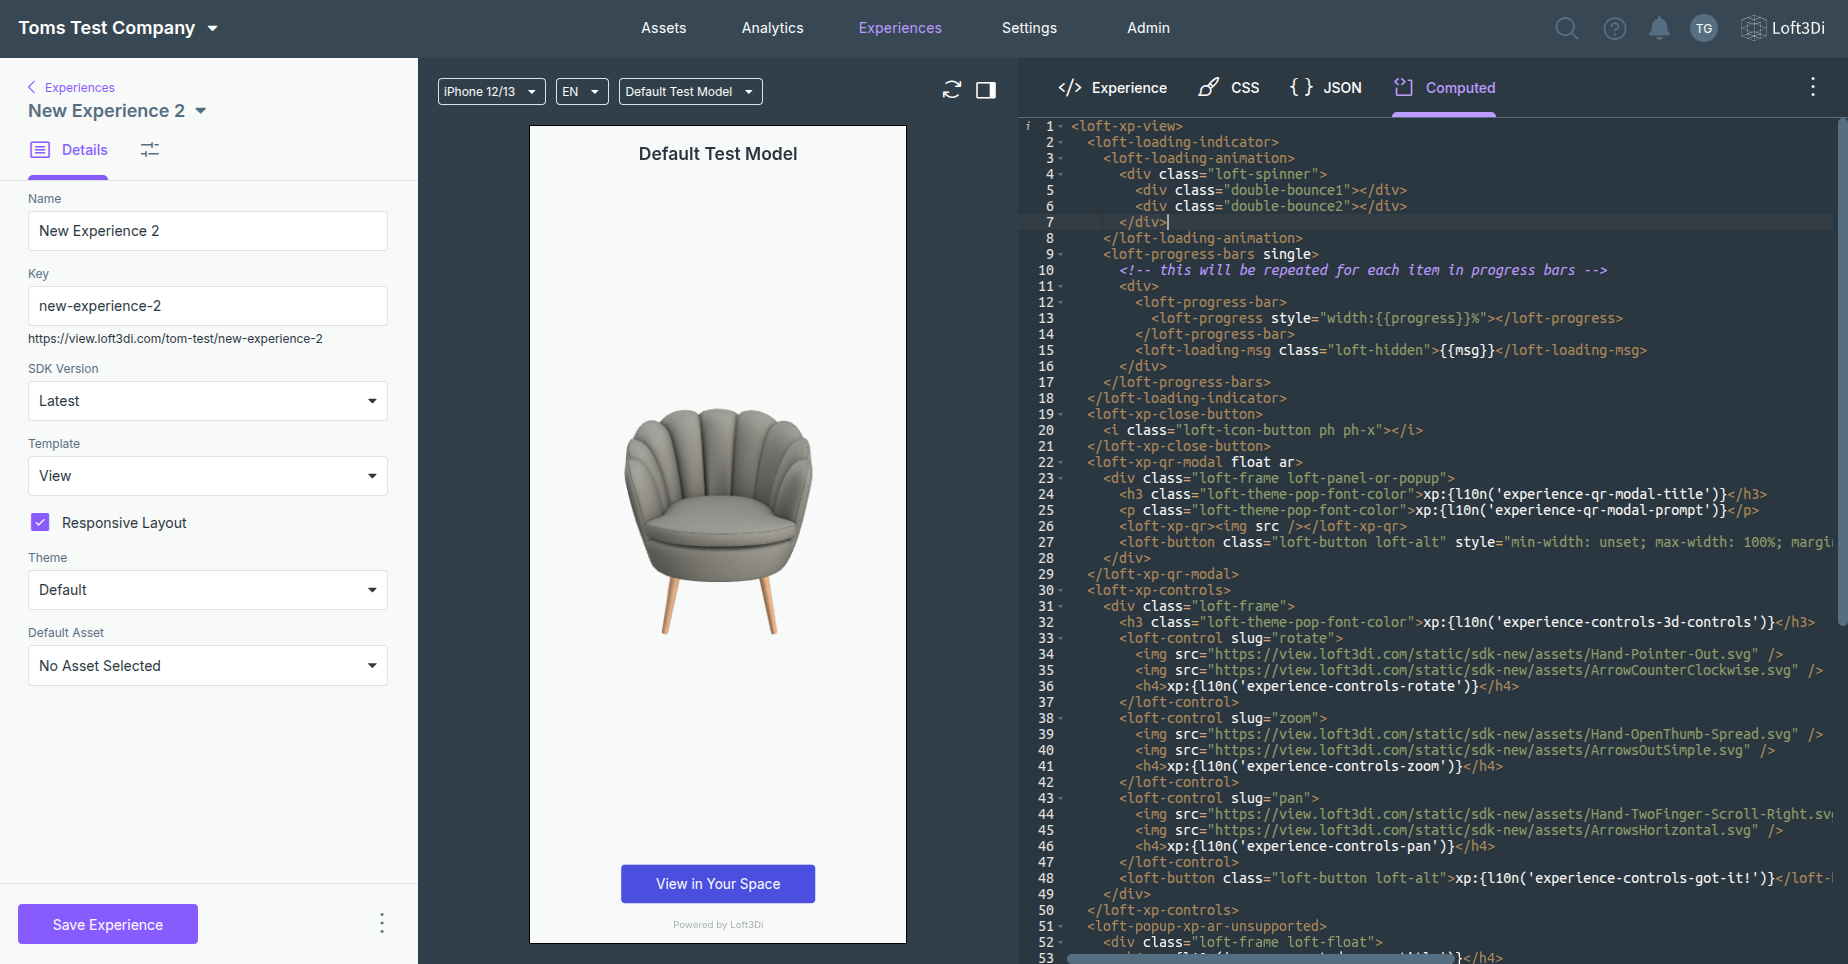 Toms Test Company
Assets
Analytics
Experiences
Settings
Admin
TG
Loft3Di
Experiences
New Experience 2
Details
Name
New Experience 2
Key
new-experience-2
https://view.loft3di.com/tom-test/new-experience-2
SDK Version
Latest
Template
View
Responsive Layout
Theme
Default
Default Asset
No Asset Selected
Save Experience
iPhone 12/13
EN
Default Test Model
Default Test Model
View in Your Space
Powered by Loft3Di
</> Experience
CSS
{ } JSON
Computed
i 1 <loft-xp-view>
2 <loft-loading-indicator>
3 <loft-loading-animation>
4 <div class="loft-spinner">
5 <div class="double-bounce1"></div>
6 <div class="double-bounce2"></div>
7 </div>
8 </loft-loading-animation>
9 <loft-progress-bars single>
10 <!-- this will be repeated for each item in progress bars -->
11 <div>
12 <loft-progress-bar>
13 <loft-progress style="width:{{progress}}%"></loft-progress>
14 </loft-progress-bar>
15 <loft-loading-msg class="loft-hidden">{{msg}}</loft-loading-msg>
16 </div>
17 </loft-progress-bars>
18 </loft-loading-indicator>
19 <loft-xp-close-button>
20 <i class="loft-icon-button ph ph-x"></i>
21 </loft-xp-close-button>
22 <loft-xp-qr-modal float ar>
23 <div class="loft-frame loft-panel-or-popup">
24 <h3 class="loft-theme-pop-font-color">xp:{l10n('experience-qr-modal-title')}</h3>
25 <p class="loft-theme-pop-font-color">xp:{l10n('experience-qr-modal-prompt')}</p>
26 <loft-xp-qr><img src /></loft-xp-qr>
27 <loft-button class="loft-button loft-alt" style="min-width: unset; max-width: 100%; margi
28 </div>
29 </loft-xp-qr-modal>
30 <loft-xp-controls>
31 <div class="loft-frame">
32 <h3 class="loft-theme-pop-font-color">xp:{l10n('experience-controls-3d-controls')}</h3>
33 <loft-control slug="rotate">
34 <img src="https://view.loft3di.com/static/sdk-new/assets/Hand-Pointer-Out.svg" />
35 <img src="https://view.loft3di.com/static/sdk-new/assets/ArrowCounterClockwise.svg" />
36 <h4>xp:{l10n('experience-controls-rotate')}</h4>
37 </loft-control>
38 <loft-control slug="zoom">
39 <img src="https://view.loft3di.com/static/sdk-new/assets/Hand-OpenThumb-Spread.svg" />
40 <img src="https://view.loft3di.com/static/sdk-new/assets/ArrowsOutSimple.svg" />
41 <h4>xp:{l10n('experience-controls-zoom')}</h4>
42 </loft-control>
43 <loft-control slug="pan">
44 <img src="https://view.loft3di.com/static/sdk-new/assets/Hand-TwoFinger-Scroll-Right.sv
45 <img src="https://view.loft3di.com/static/sdk-new/assets/ArrowsHorizontal.svg" />
46 <h4>xp:{l10n('experience-controls-pan')}</h4>
47 </loft-control>
48 <loft-button class="loft-button loft-alt">xp:{l10n('experience-controls-got-it!')}</loft-
49 </div>
50 </loft-xp-controls>
51 <loft-popup-xp-ar-unsupported>
52 <div class="loft-frame loft-float">
53 </h4>